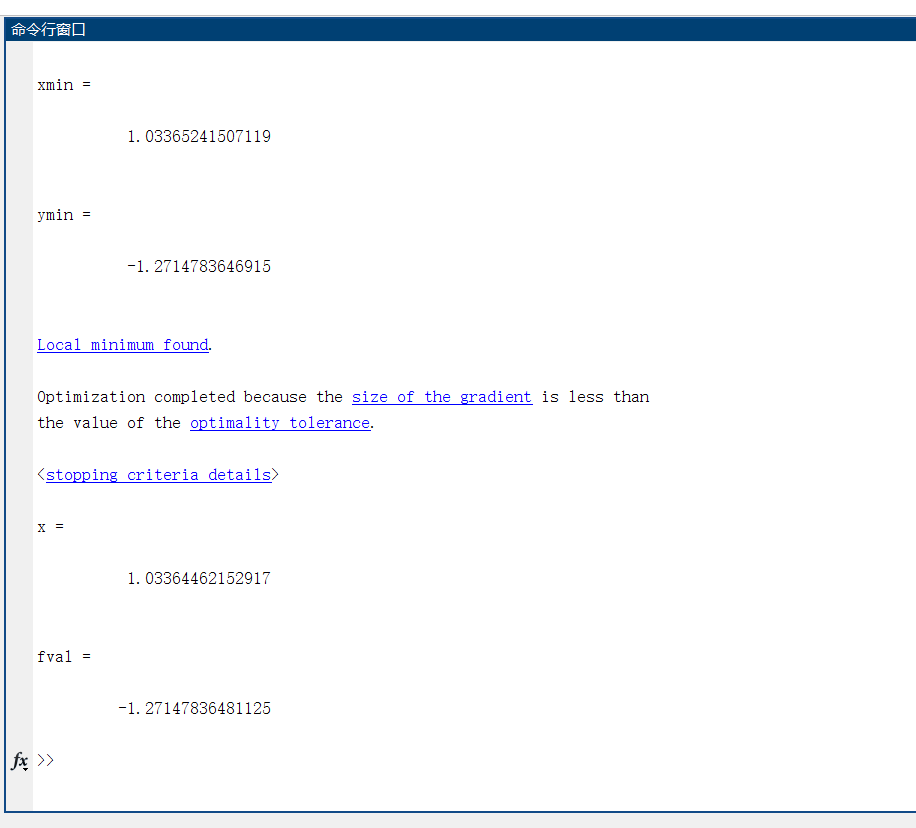 命令行窗口
xmin =
1.03365241507119
ymin =
-1.2714783646915
Local minimum found.
Optimization completed because the size of the gradient is less than
the value of the optimality tolerance.
<stopping criteria details>
x =
1.03364462152917
fval =
-1.27147836481125
fx >>